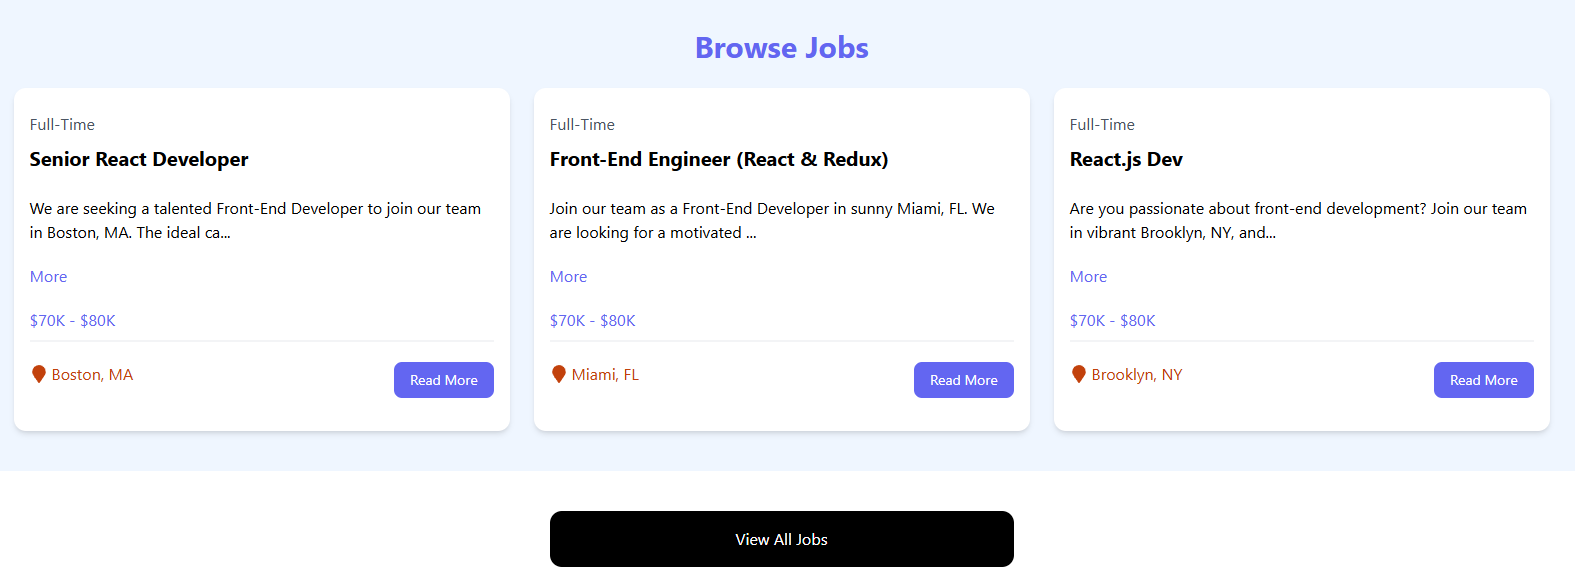 Browse Jobs
Full-Time
Senior React Developer
We are seeking a talented Front-End Developer to join our team
in Boston, MA. The ideal ca...
More
$70K - $80K
Boston, MA
Read More
Full-Time
Front-End Engineer (React & Redux)
Join our team as a Front-End Developer in sunny Miami, FL. We
are looking for a motivated ...
More
$70K - $80K
Miami, FL
Read More
Full-Time
React.js Dev
Are you passionate about front-end development? Join our team
in vibrant Brooklyn, NY, and...
More
$70K - $80K
Brooklyn, NY
Read More
View All Jobs